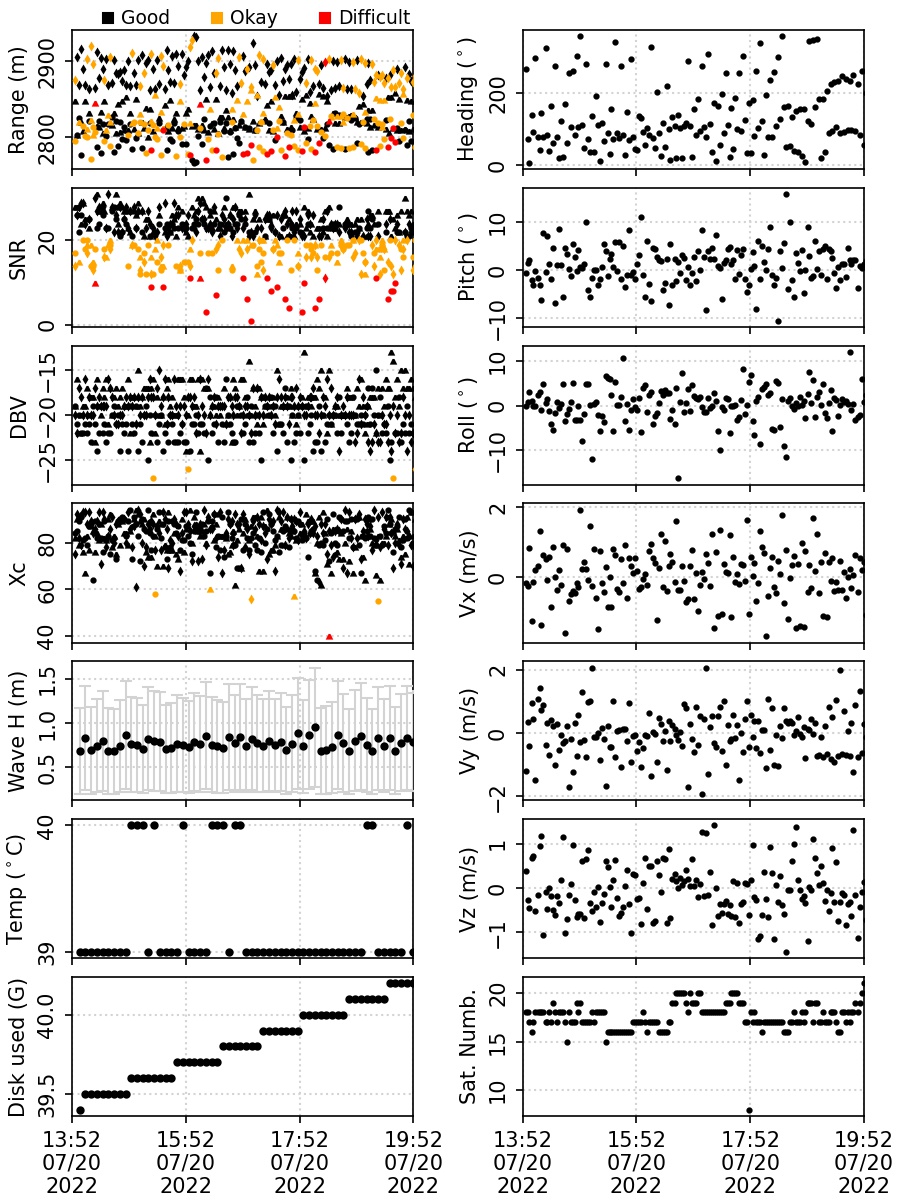 Good Okay Difficult
Range (m)
2900
2800
Heading (°)
200
0
SNR
20
0
Pitch (°)
10
0
−10
DBV
−15
−20
−25
Roll (°)
10
0
−10
Xc
80
60
40
Vx (m/s)
2
0
Wave H (m)
1.5
1.0
0.5
Vy (m/s)
2
0
−2
Temp (°C)
40
39
Vz (m/s)
1
0
−1
Disk used (G)
40.0
39.5
Sat. Numb.
20
15
10
13:52 15:52 17:52 19:52 13:52 15:52 17:52 19:52
07/20 07/20 07/20 07/20 07/20 07/20 07/20 07/20
2022 2022 2022 2022 2022 2022 2022 2022